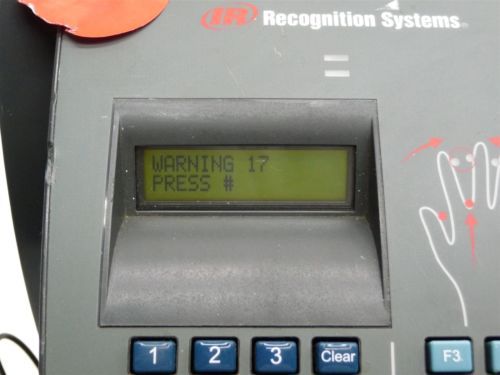 IR Recognition Systems
WARNING 17
PRESS #
1 2 3 Clear F3